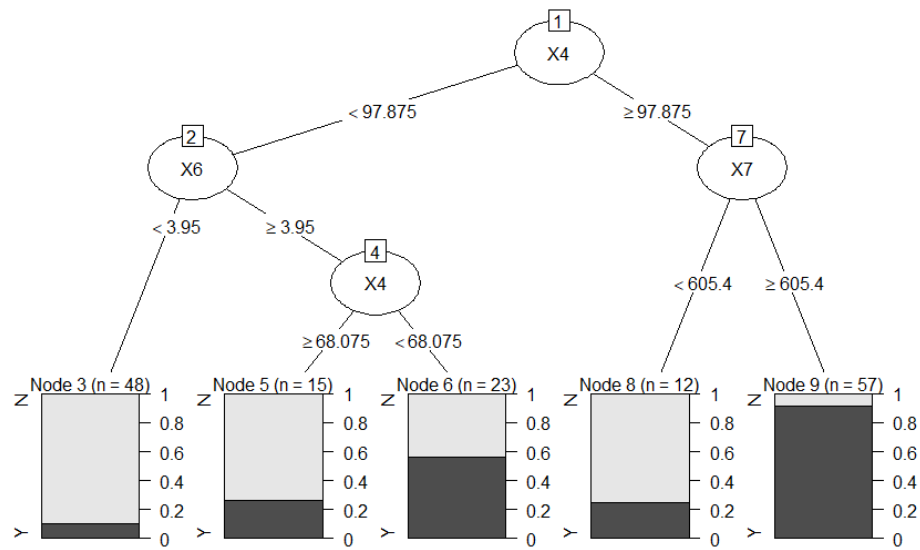 1
X4
< 97.875
≥ 97.875
2
X6
7
X7
< 3.95
≥ 3.95
4
X4
< 605.4
≥ 605.4
≥ 68.075
< 68.075
Node 3 (n = 48)
Node 5 (n = 15)
Node 6 (n = 23)
Node 8 (n = 12)
Node 9 (n = 57)
N
Y
1
0.8
0.6
0.4
0.2
0
N
Y
1
0.8
0.6
0.4
0.2
0
N
Y
1
0.8
0.6
0.4
0.2
0
N
Y
1
0.8
0.6
0.4
0.2
0
N
Y
1
0.8
0.6
0.4
0.2
0